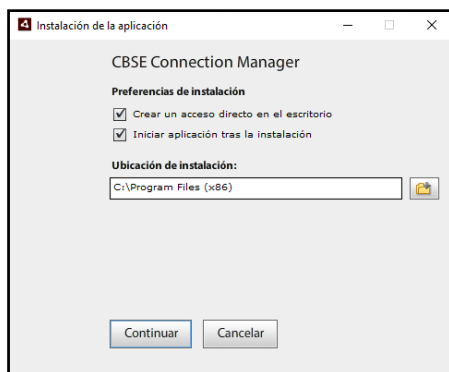 Instalación de la aplicación
CBSE Connection Manager
Preferencias de instalación
Crear un acceso directo en el escritorio
Iniciar aplicación tras la instalación
Ubicación de instalación:
C:\Program Files (x86)
Continuar Cancelar